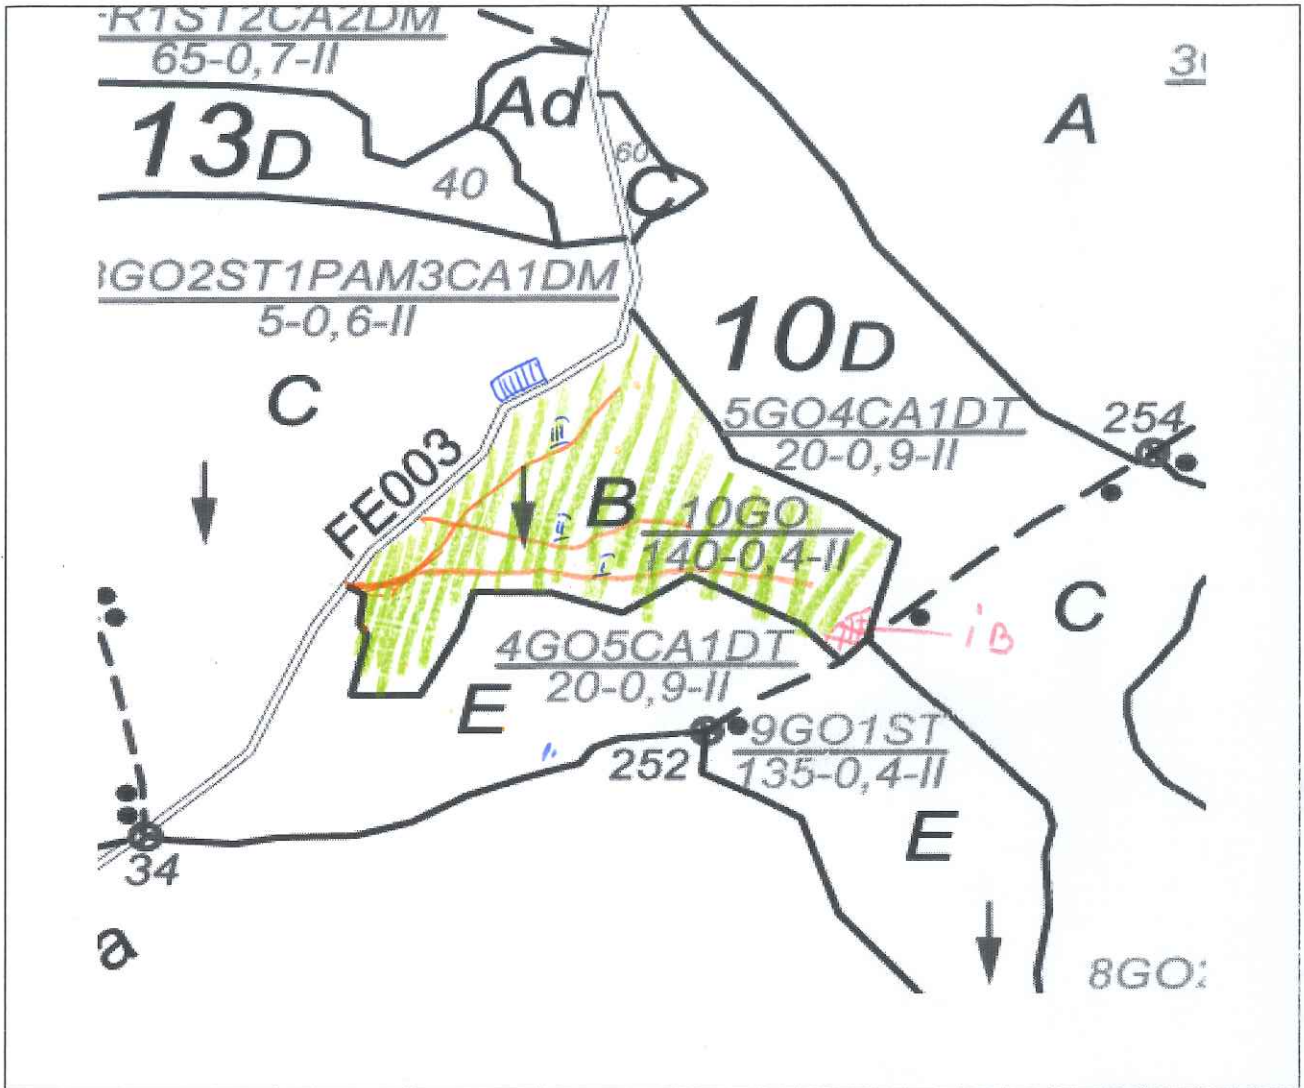 -R1ST2CA2DM
65-0,7-II
Ad
A
13D
60
40
C
GO2ST1PAM3CA1DM
5-0,6-II
10D
C
5GO4CA1DT
20-0,9-II
254
FE003
B
10GO
140-0,4-II
C
iB
4GO5CA1DT
20-0,9-II
E
9GO1ST
135-0,4-II
252
E
34
a
8GO